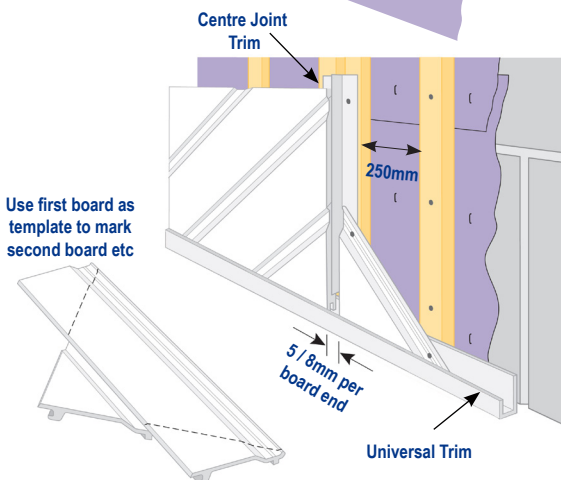 Centre Joint
Trim
250mm
Use first board as
template to mark
second board etc
5 / 8mm per
board end
Universal Trim